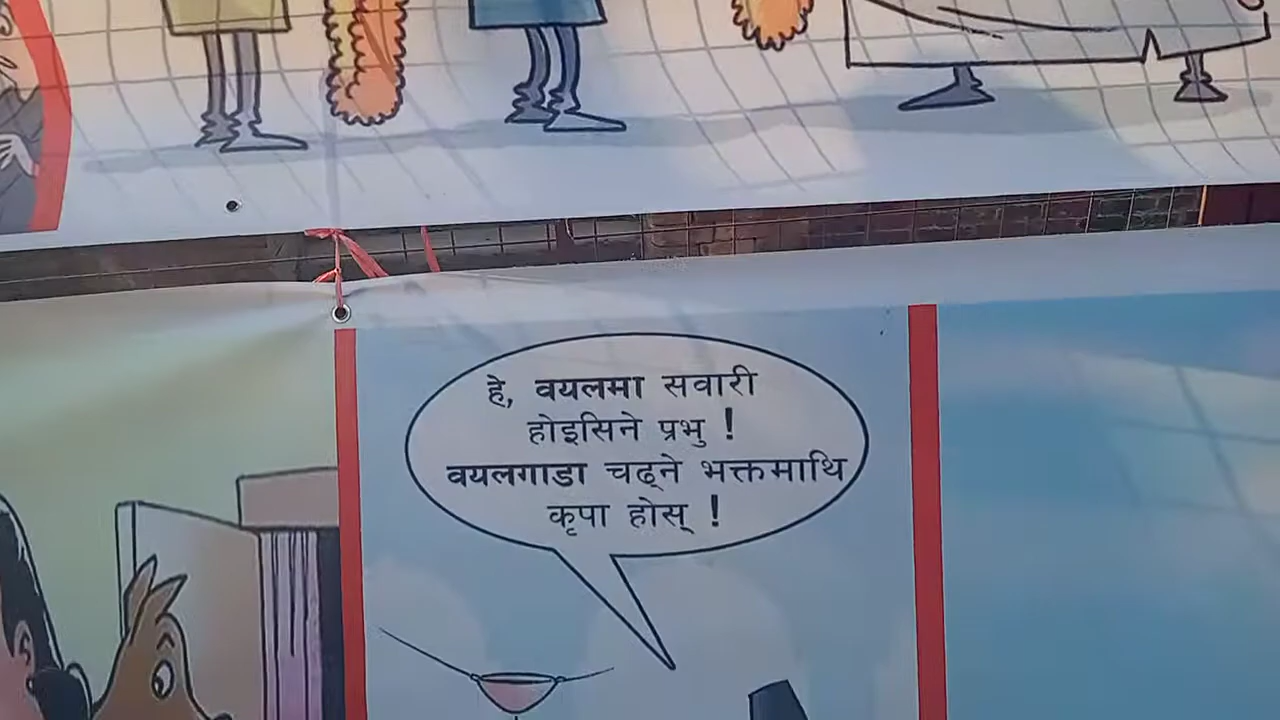 हे, वयलमा सवारी
होइसिने प्रभु !
वयलगाडा चढ्ने भक्तमाथि
कृपा होस् !